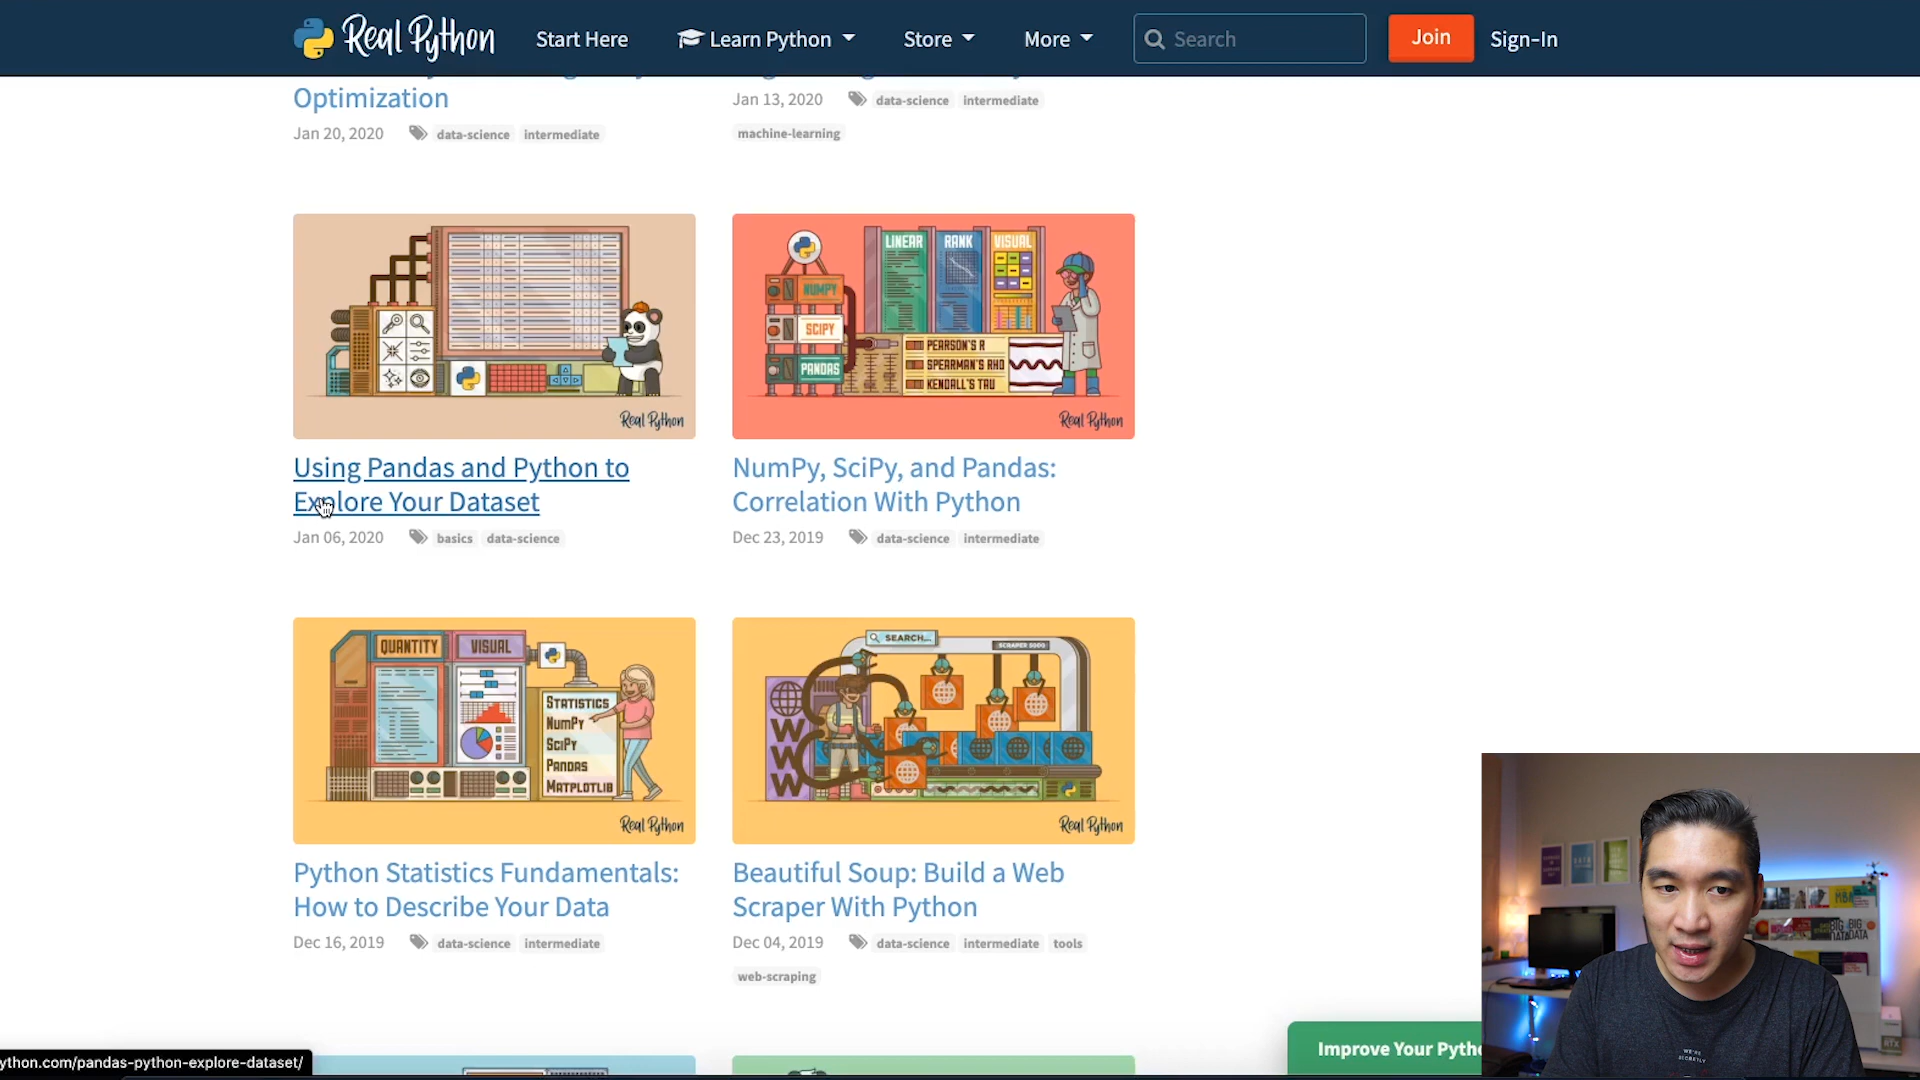 Real Python
Start Here
Learn Python
Store
More
Search
Join
Sign-In
Optimization
Jan 20, 2020
data-science
intermediate
Jan 13, 2020
data-science
intermediate
machine-learning
Real Python
LINEAR
RANK
VISUAL
NUMPY
SCIPY
PANDAS
PEARSON'S R
SPEARMAN'S RHO
KENDALL'S TAU
Real Python
Using Pandas and Python to
Explore Your Dataset
Jan 06, 2020
basics
data-science
NumPy, SciPy, and Pandas:
Correlation With Python
Dec 23, 2019
data-science
intermediate
QUANTITY
VISUAL
STATISTICS
NUMPY
SCIPY
PANDAS
MATPLOTLIB
Real Python
SEARCH...
SCRAPER 5000
W
W
W
Real Python
Python Statistics Fundamentals:
How to Describe Your Data
Dec 16, 2019
data-science
intermediate
Beautiful Soup: Build a Web
Scraper With Python
Dec 04, 2019
data-science
intermediate
tools
web-scraping
Improve Your Pyth
ython.com/pandas-python-explore-dataset/
BIG
DATA